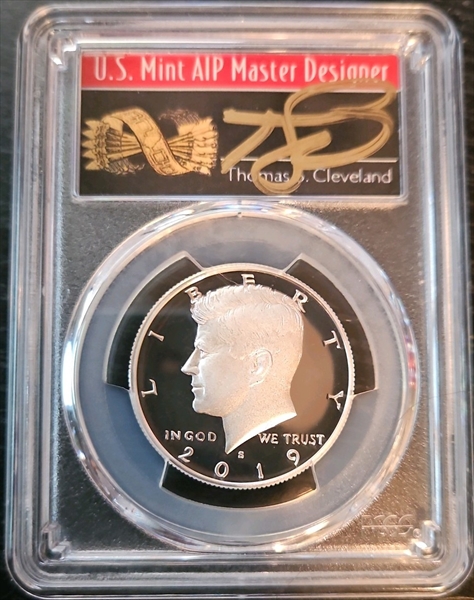 U.S. Mint AIP Master Designer
Thomas S. Cleveland
LIBERTY
IN GOD WE TRUST
S
2019